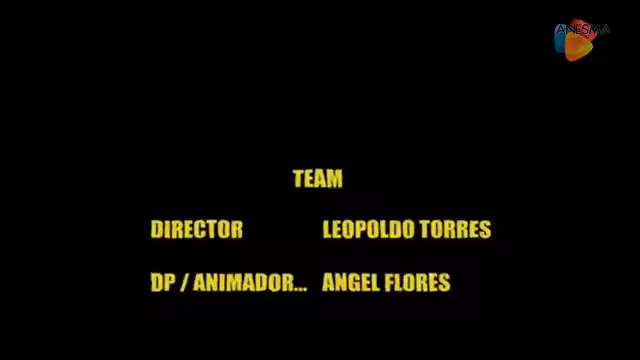 ANESMA
TEAM
DIRECTOR LEOPOLDO TORRES
DP / ANIMADOR... ANGEL FLORES